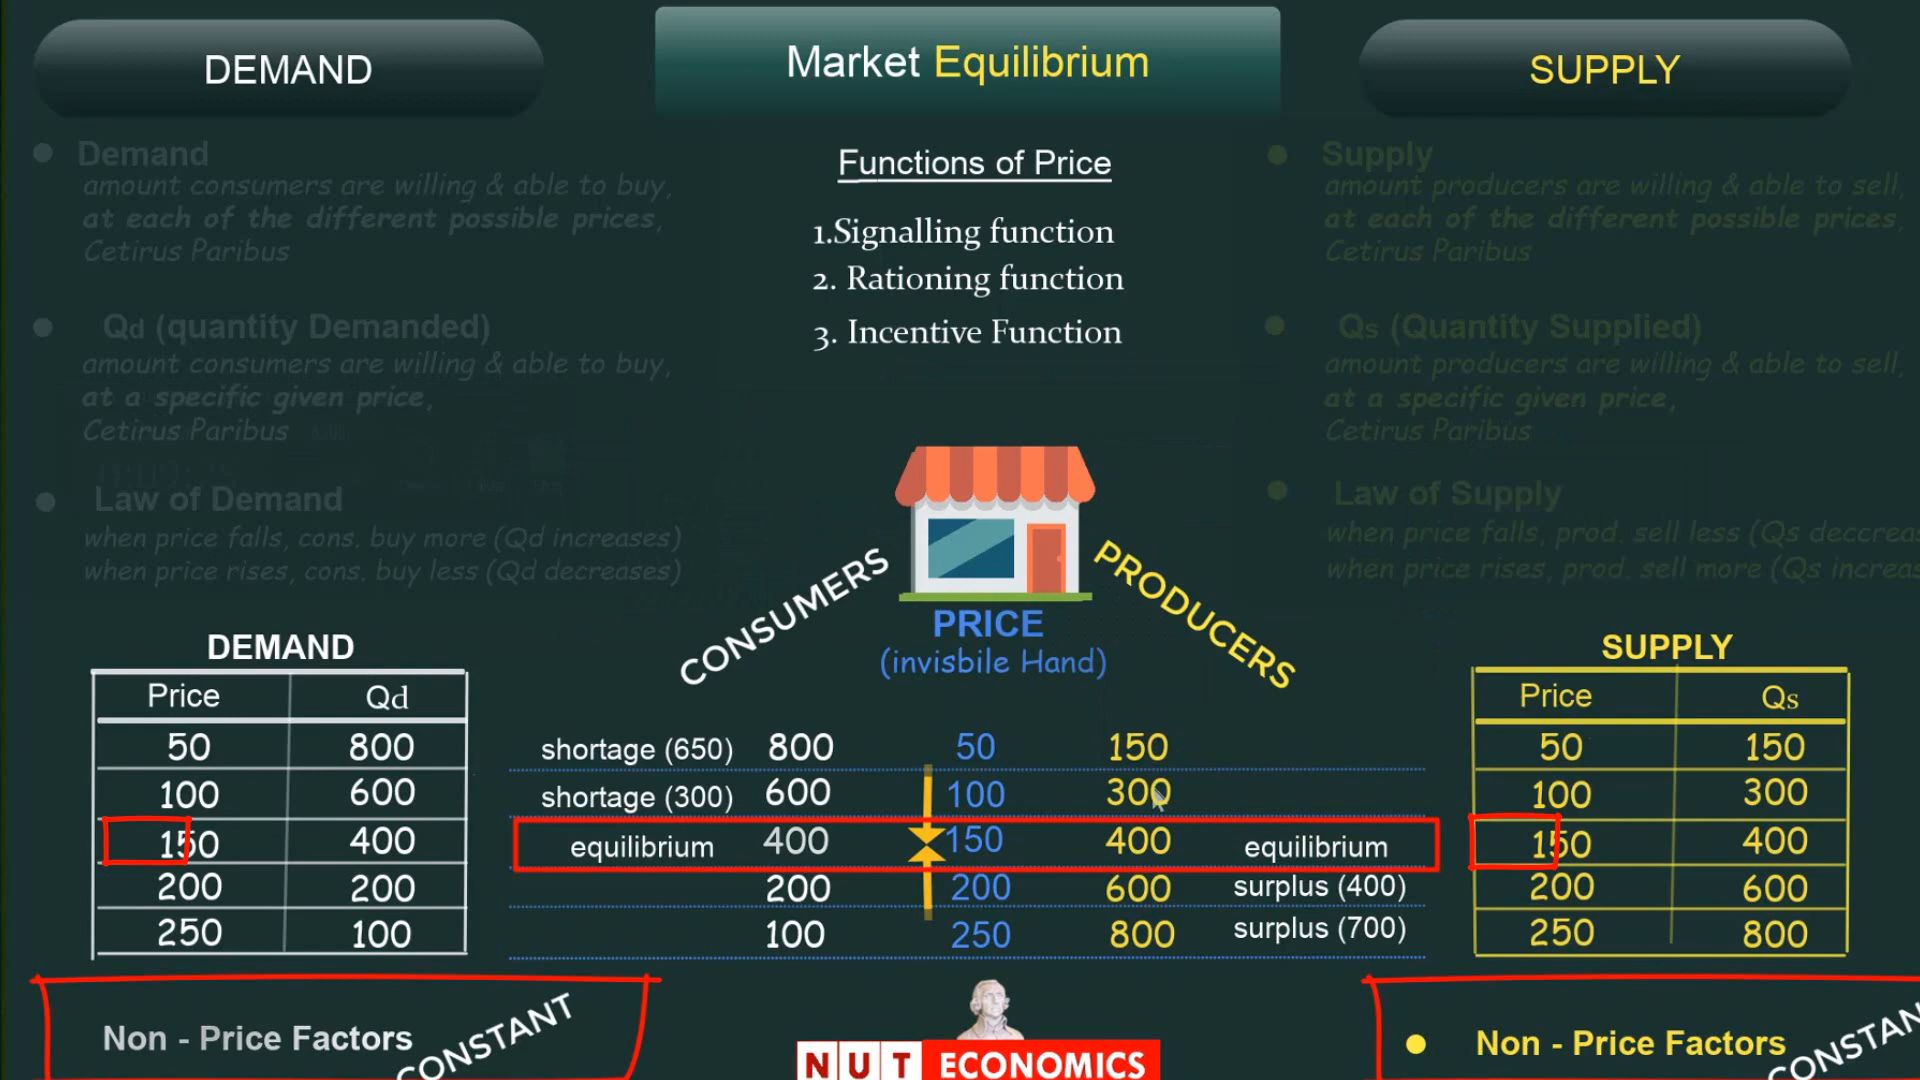 DEMAND
Market Equilibrium
SUPPLY
Functions of Price
1.Signalling function
2. Rationing function
3. Incentive Function
Demand
amount consumers are willing & able to buy,
at each of the different possible prices,
Cetirus Paribus
Qd (quantity Demanded)
amount consumers are willing & able to buy,
at a specific given price,
Cetirus Paribus
Law of Demand
when price falls, cons. buy more (Qd increases)
when price rises, cons. buy less (Qd decreases)
Supply
amount producers are willing & able to sell,
at each of the different possible prices,
Cetirus Paribus
Qs (Quantity Supplied)
amount producers are willing & able to sell,
at a specific given price,
Cetirus Paribus
Law of Supply
when price falls, prod. sell less (Qs deccreas
when price rises, prod. sell more (Qs increas
CONSUMERS
PRODUCERS
PRICE
(invisbile Hand)
DEMAND
Price Qd
50 800
100 600
150 400
200 200
250 100
shortage (650) 800 50 150
shortage (300) 600 100 300
equilibrium 400 150 400 equilibrium
200 200 600 surplus (400)
100 250 800 surplus (700)
SUPPLY
Price Qs
50 150
100 300
150 400
200 600
250 800
Non - Price Factors
CONSTANT
NUT ECONOMICS
Non - Price Factors
CONSTAN